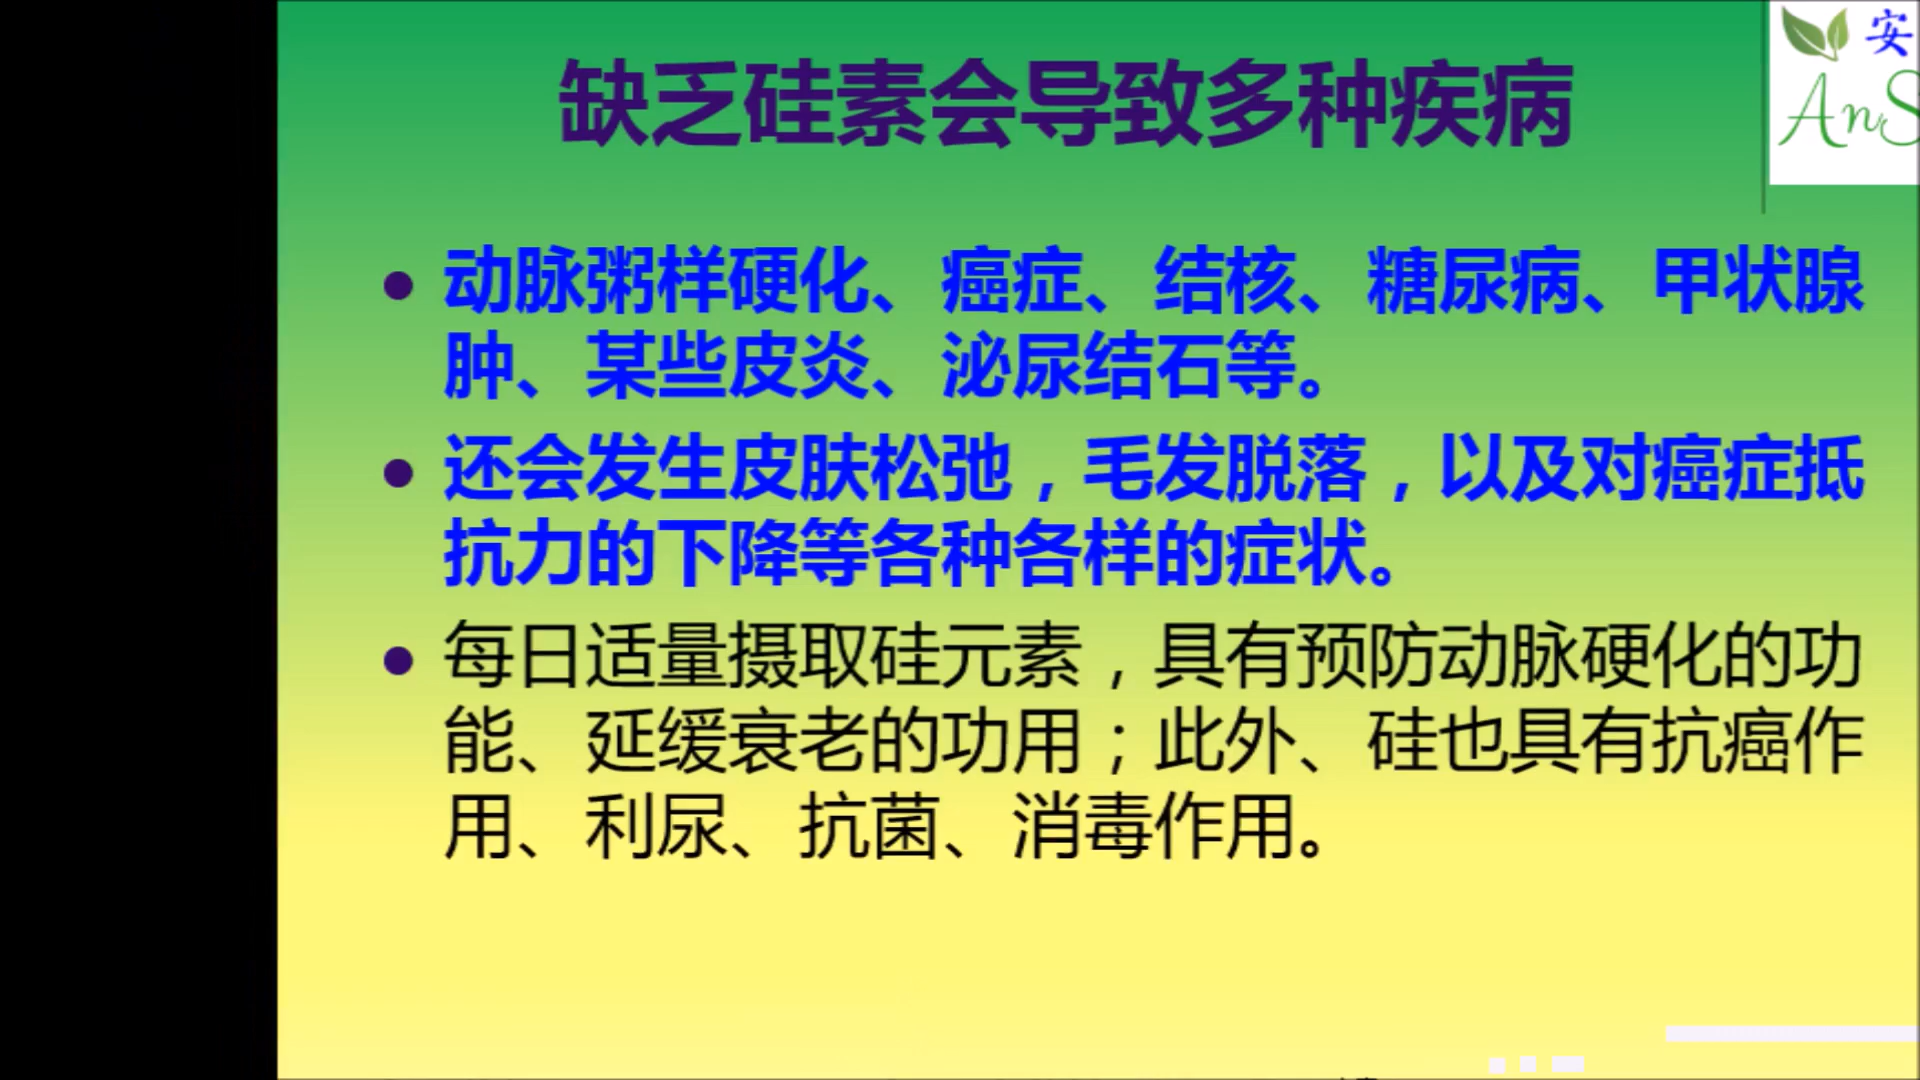 缺乏硅素会导致多种疾病
安
AnS
动脉粥样硬化、癌症、结核、糖尿病、甲状腺
肿、某些皮炎、泌尿结石等。
还会发生皮肤松弛，毛发脱落，以及对癌症抵
抗力的下降等各种各样的症状。
每日适量摄取硅元素，具有预防动脉硬化的功
能、延缓衰老的功用；此外、硅也具有抗癌作
用、利尿、抗菌、消毒作用。